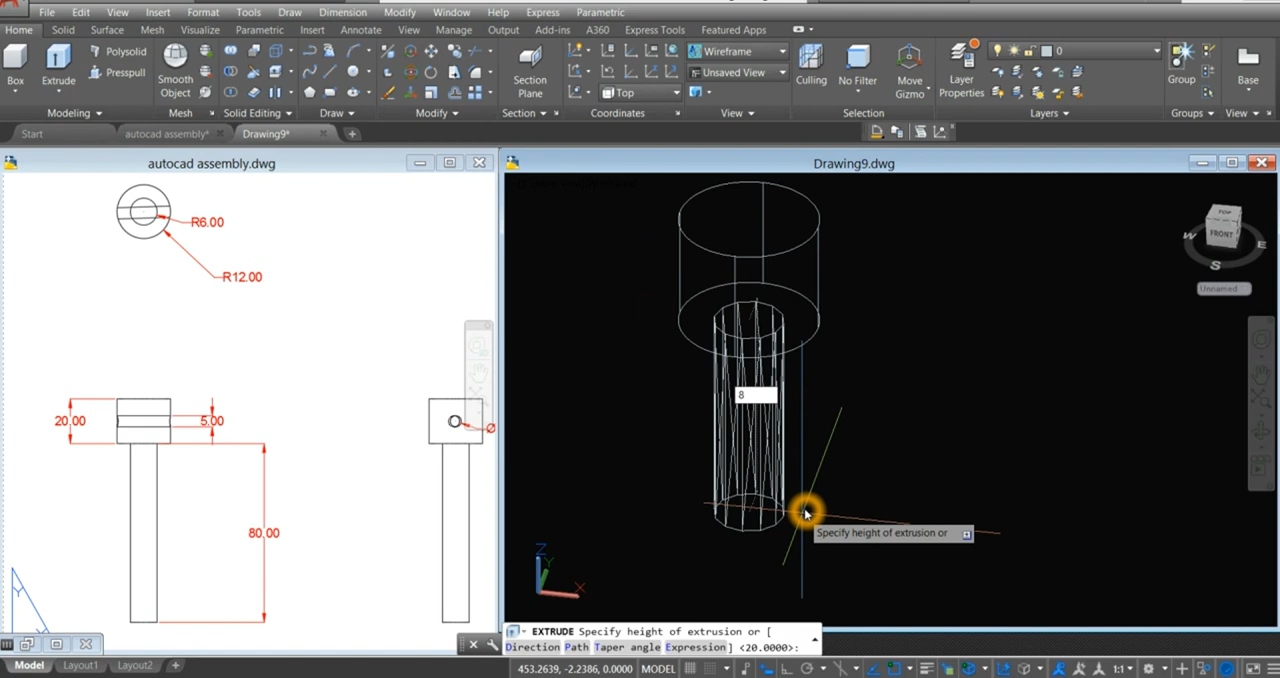 File Edit View Insert Format Tools Draw Dimension Modify Window Help Express Parametric
Home Solid Surface Mesh Visualize Parametric Insert Annotate View Manage Output Add-ins A360 Express Tools Featured Apps
Box
Extrude
Polysolid
Presspull
Smooth
Object
Section
Plane
Wireframe
Unsaved View
Top
Culling
No Filter
Move
Gizmo
Layer
Properties
0
Group
Base
Modeling Mesh Solid Editing Draw Modify Section Coordinates View Selection Layers Groups View
Start autocad assembly* Drawing9*
autocad assembly.dwg
Drawing9.dwg
R6.00
R12.00
20.00
5.00
Ø
80.00
Y
8
Specify height of extrusion or
TOP
FRONT
W
E
S
Unnamed
Z
Y
X
EXTRUDE Specify height of extrusion or [
Direction Path Taper angle Expression] <20.0000>:
Model Layout1 Layout2 +
453.2639, -2.2386, 0.0000 MODEL
1:1